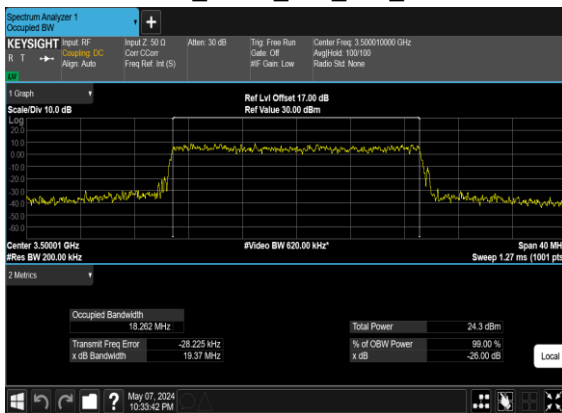 Spectrum Analyzer 1
Occupied BW
KEYSIGHT Input: RF Input Z: 50 Ω Atten: 30 dB Trig: Free Run Center Freq: 3.500010000 GHz
R T Coupling: DC Corr CCorr Gate: Off Avg|Hold: 100/100
Align: Auto Freq Ref: Int (S) #IF Gain: Low Radio Std: None
1 Graph
Ref Lvl Offset 17.00 dB
Scale/Div 10.0 dB Ref Value 30.00 dBm
Log
20.0
10.0
0.00
-10.0
-20.0
-30.0
-40.0
-50.0
-60.0
Center 3.50001 GHz #Video BW 620.00 kHz* Span 40 MH
#Res BW 200.00 kHz Sweep 1.27 ms (1001 pts
2 Metrics
Occupied Bandwidth
18.262 MHz Total Power 24.3 dBm
Transmit Freq Error -28.225 kHz % of OBW Power 99.00 %
x dB Bandwidth 19.37 MHz x dB -26.00 dB
Local
? May 07, 2024
10:33:42 PM